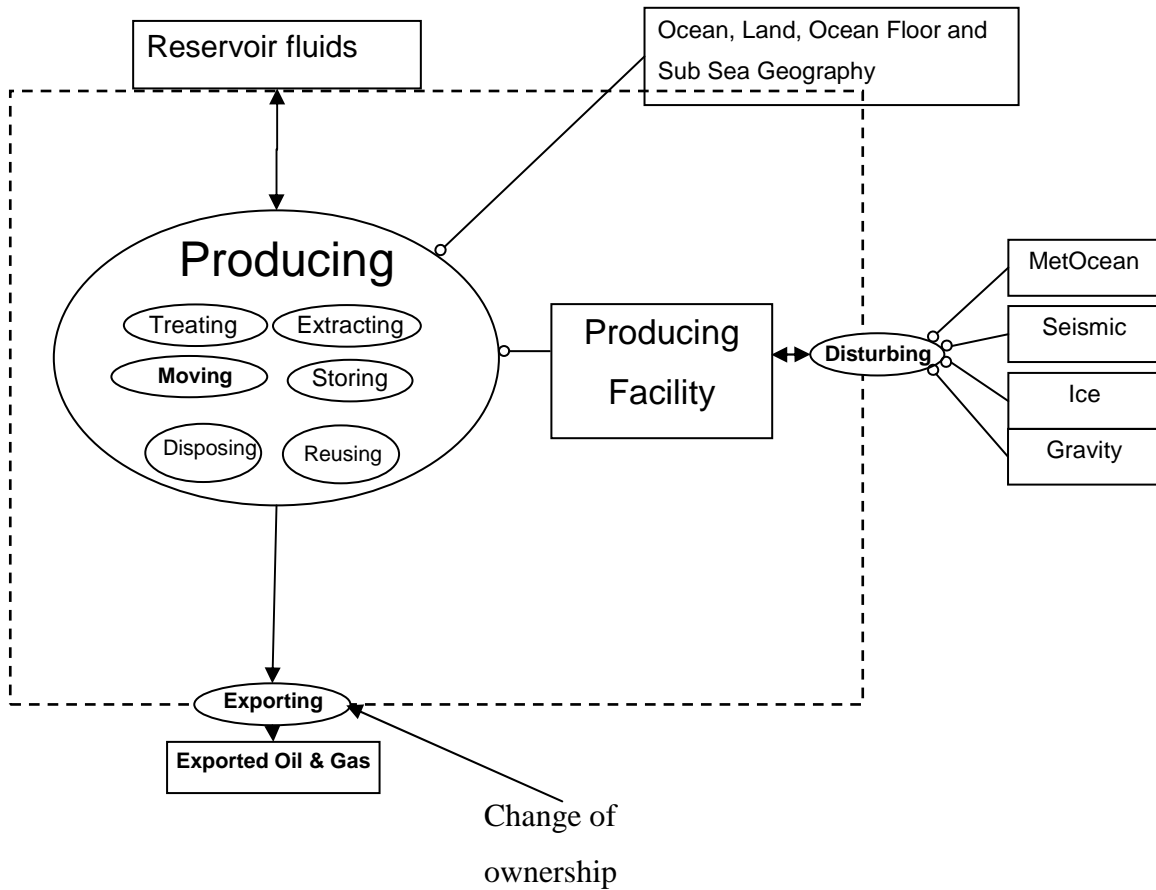 Reservoir fluids
Ocean, Land, Ocean Floor and
Sub Sea Geography
Producing
Treating
Extracting
Moving
Storing
Disposing
Reusing
Producing
Facility
Disturbing
MetOcean
Seismic
Ice
Gravity
Exporting
Exported Oil & Gas
Change of
ownership